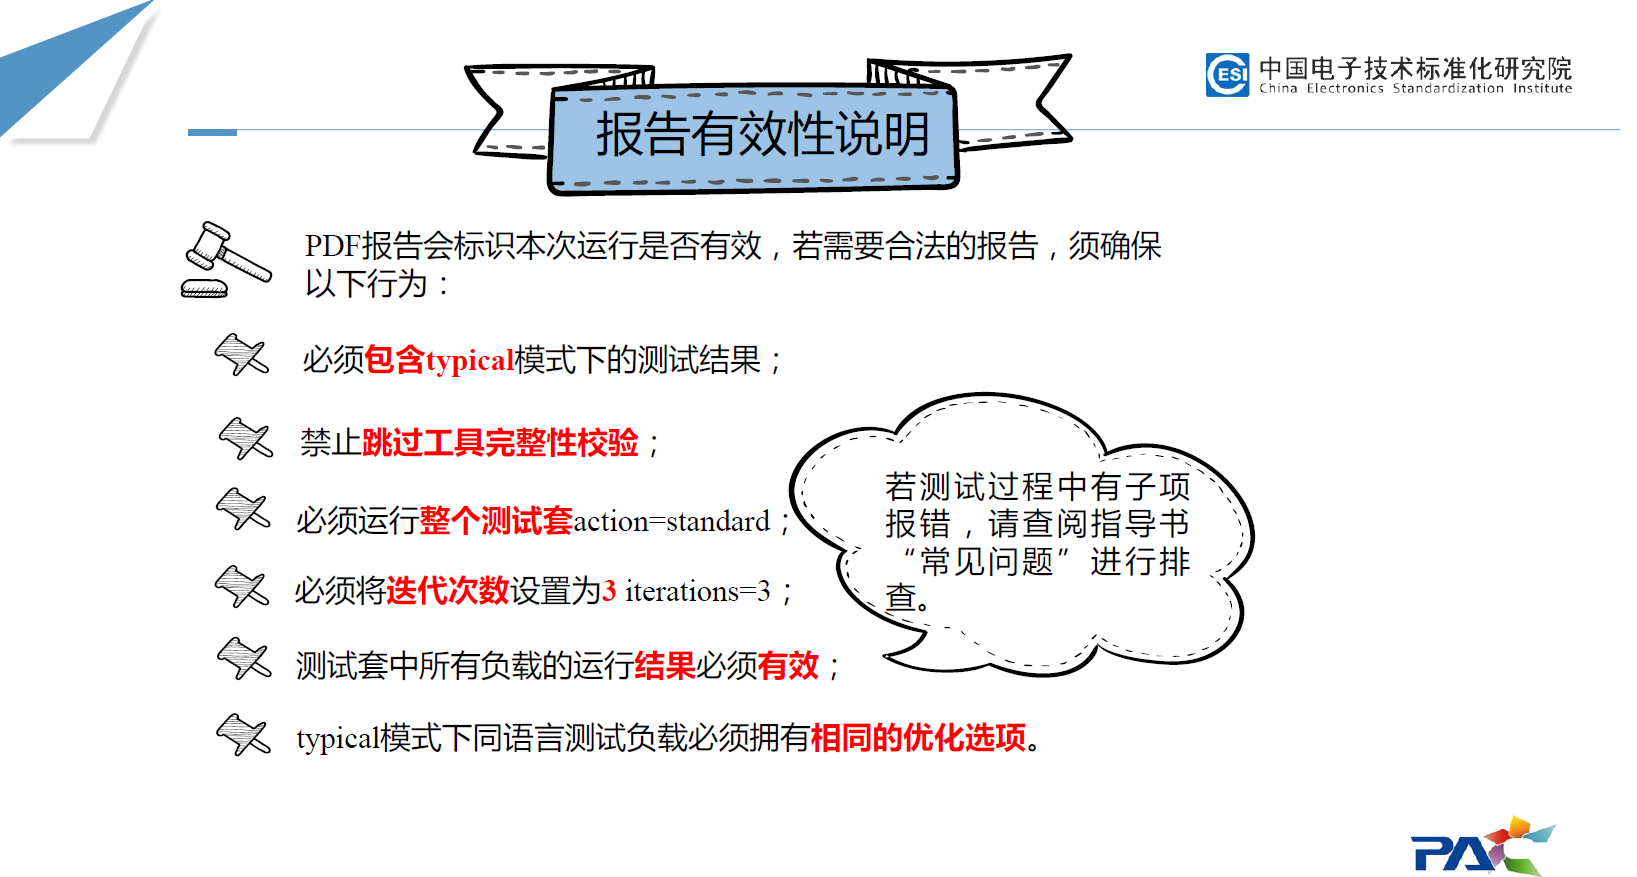 报告有效性说明
CESI
中国电子技术标准化研究院
China Electronics Standardization Institute
PDF报告会标识本次运行是否有效，若需要合法的报告，须确保
以下行为：
必须包含typical模式下的测试结果；
禁止跳过工具完整性校验；
必须运行整个测试套action=standard；
必须将迭代次数设置为3 iterations=3；
测试套中所有负载的运行结果必须有效；
typical模式下同语言测试负载必须拥有相同的优化选项。
若测试过程中有子项
报错，请查阅指导书
“常见问题”进行排
查。
PAC